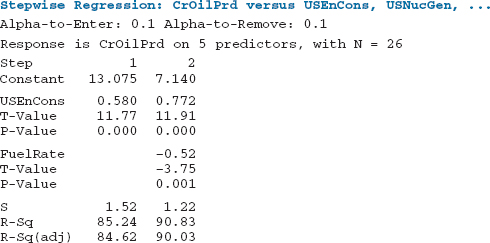 Stepwise Regression: CrOilPrd versus USEnCons, USNucGen, ...
Alpha-to-Enter: 0.1 Alpha-to-Remove: 0.1
Response is CrOilPrd on 5 predictors, with N = 26
Step 1 2
Constant 13.075 7.140
USEnCons 0.580 0.772
T-Value 11.77 11.91
P-Value 0.000 0.000
FuelRate -0.52
T-Value -3.75
P-Value 0.001
S 1.52 1.22
R-Sq 85.24 90.83
R-Sq(adj) 84.62 90.03